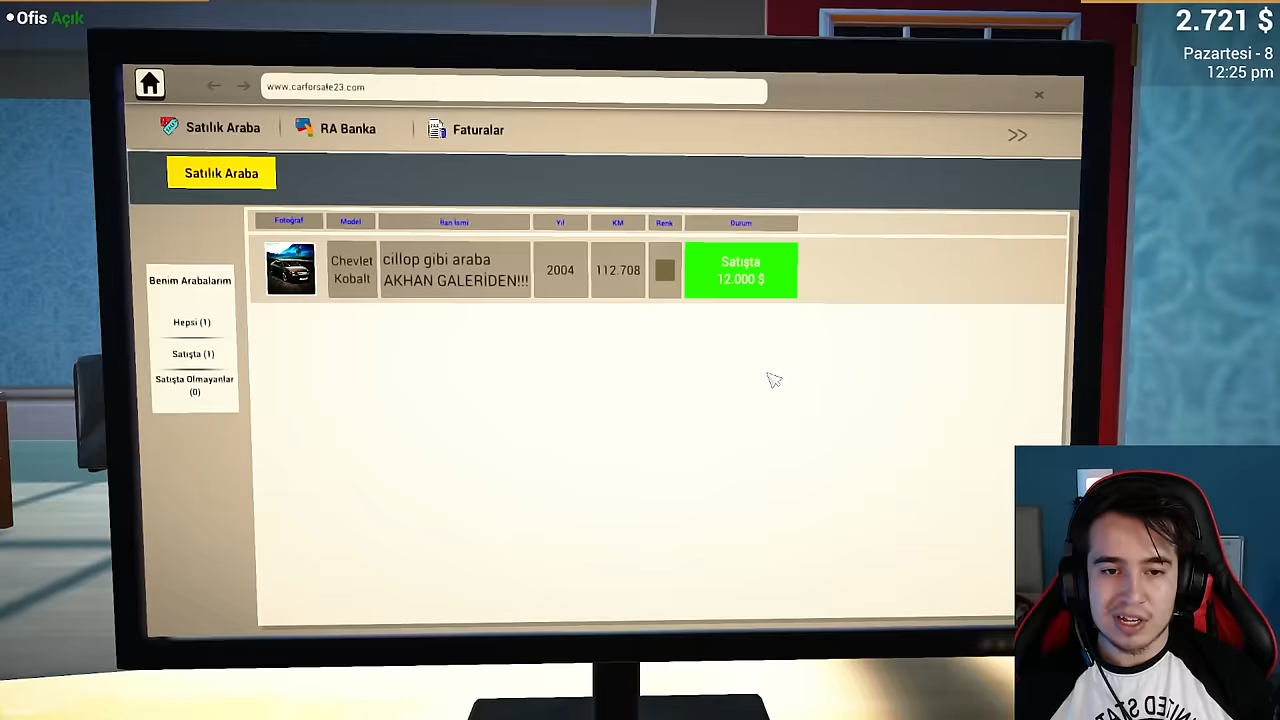 Ofis Açık
2.721 $
Pazartesi - 8
12:25 pm
www.carforsale23.com
Satılık Araba
RA Banka
Faturalar
Satılık Araba
Fotoğraf
Model
İlan İsmi
Yıl
KM
Renk
Durum
Chevlet
Kobalt
cillop gibi araba
AKHAN GALERİDEN!!!
2004
112.708
Satışta
12.000 $
Benim Arabalarım
Hepsi (1)
Satışta (1)
Satışta Olmayanlar
(0)